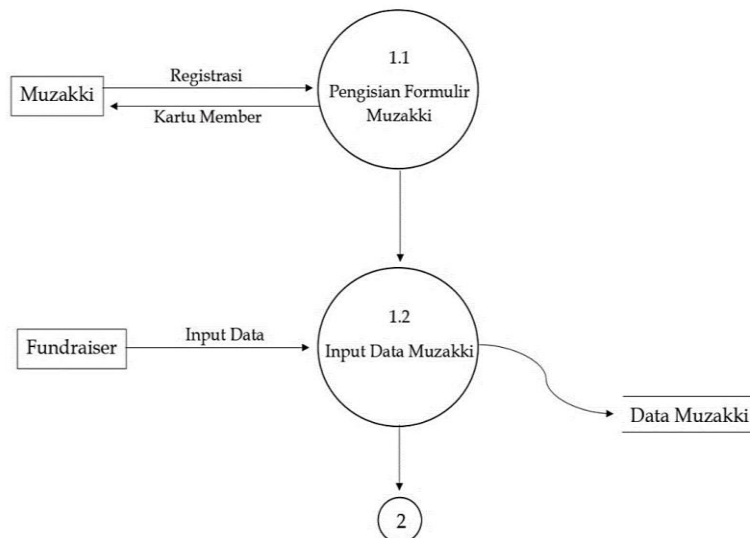 1.1
Pengisian Formulir
Muzakki
Registrasi
Muzakki
Kartu Member
1.2
Input Data Muzakki
Input Data
Fundraiser
Data Muzakki
2